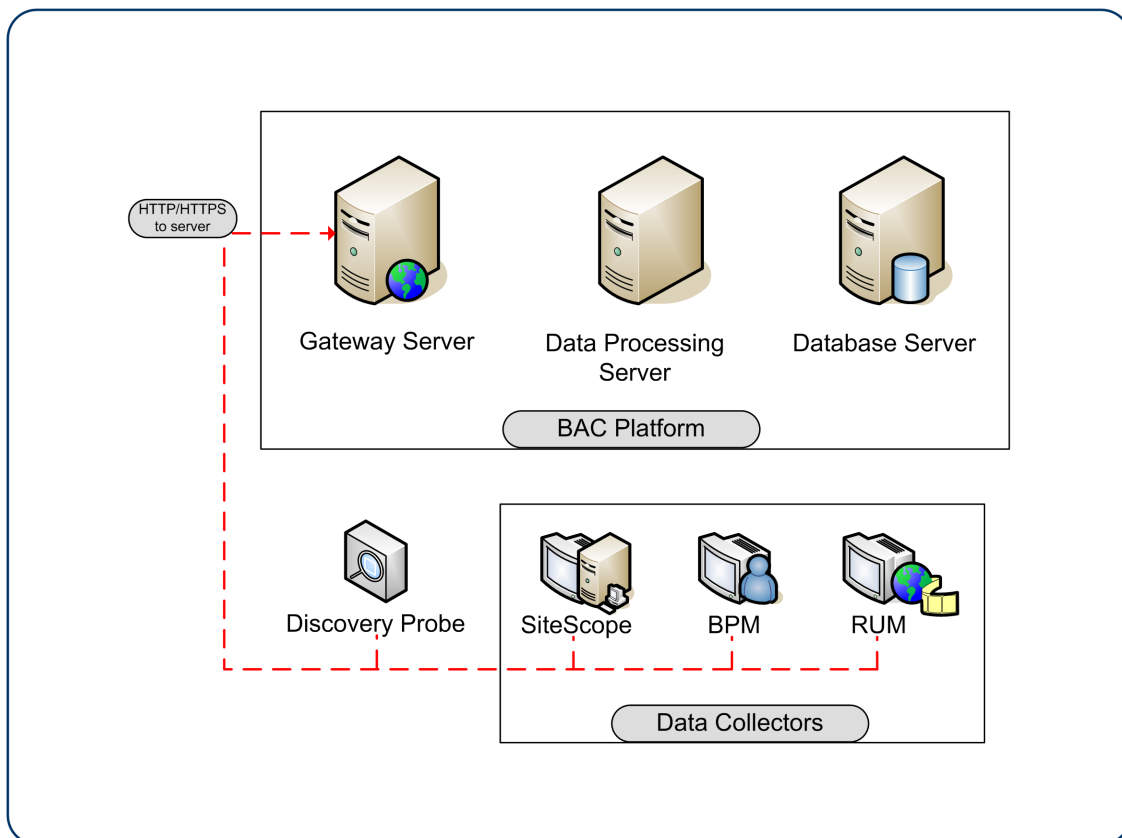 HTTP/HTTPS
to server
Gateway Server
Data Processing
Server
Database Server
BAC Platform
Discovery Probe
SiteScope
BPM
RUM
Data Collectors